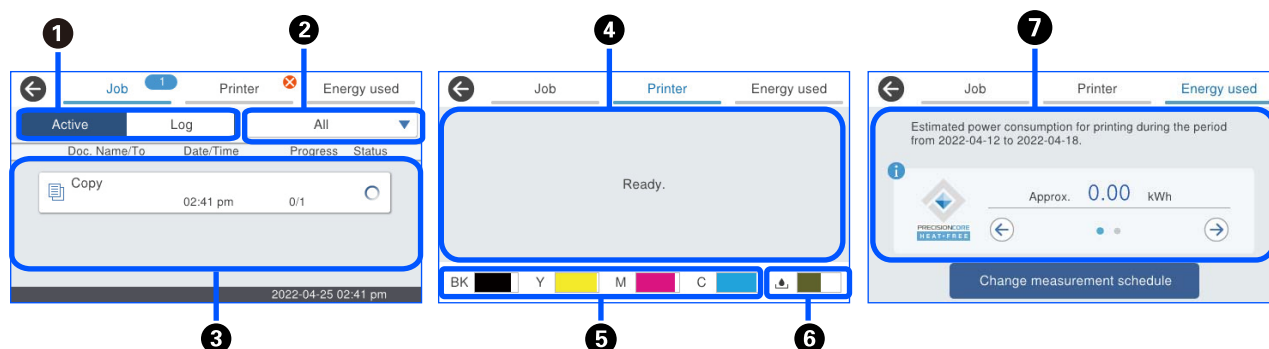 1 2 4 7
Job 1 Printer Energy used
Active Log All
Doc. Name/To Date/Time Progress Status
Copy
02:41 pm 0/1
2022-04-25 02:41 pm
3
Job Printer Energy used
Ready.
BK Y M C
5 6
Job Printer Energy used
Estimated power consumption for printing during the period
from 2022-04-12 to 2022-04-18.
i
Approx. 0.00 kWh
PRECISIONCORE
HEAT-FREE
Change measurement schedule